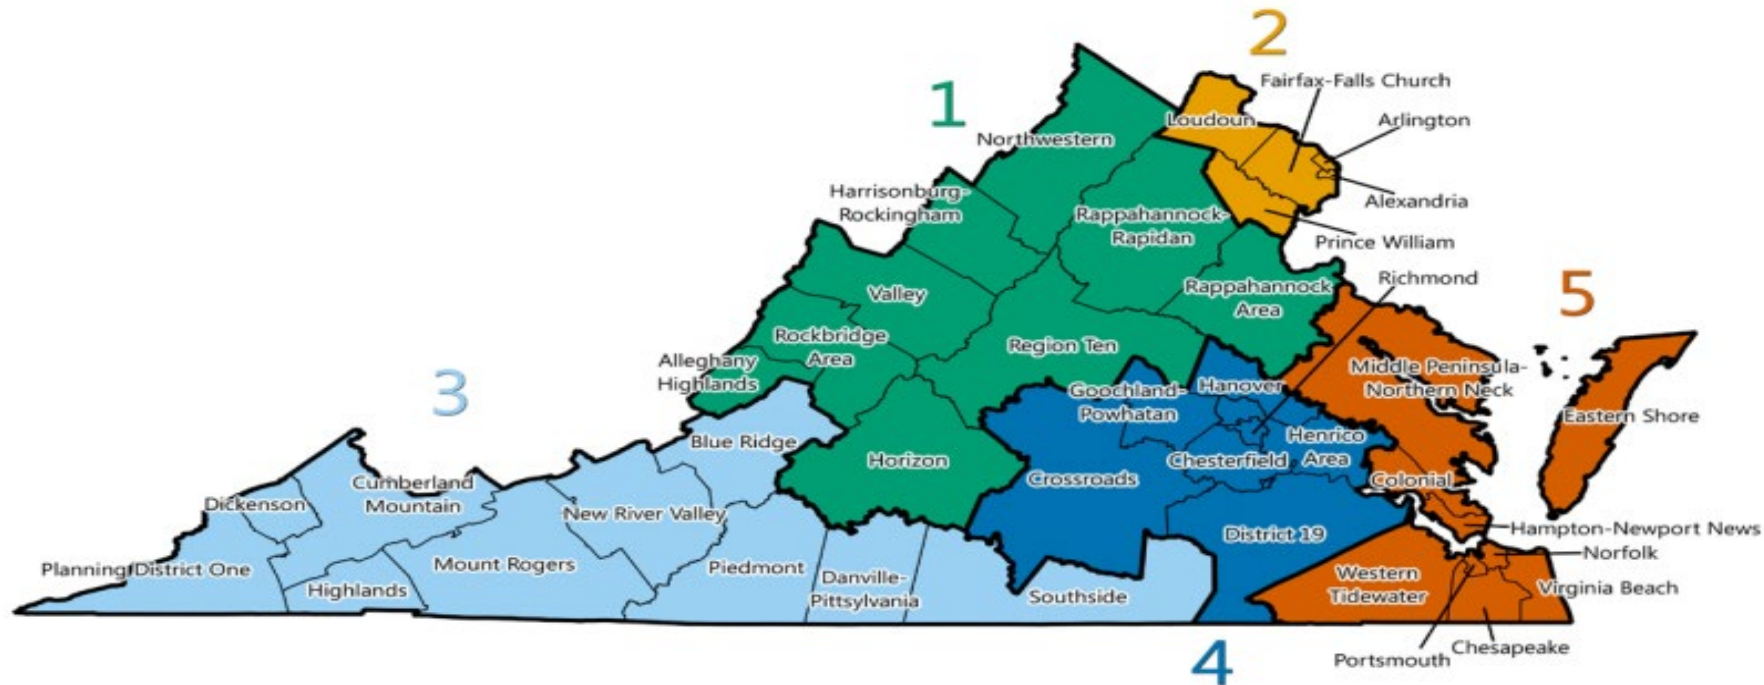 2
Fairfax-Falls Church
1
Loudoun
Arlington
Northwestern
Harrisonburg-
Rockingham
Alexandria
Rappahannock-
Rapidan
Prince William
Richmond
Valley
Rappahannock
Area
5
Rockbridge
Area
Region Ten
Alleghany
Highlands
3
Goochland-
Powhatan
Hanover
Middle Peninsula-
Northern Neck
Eastern Shore
Blue Ridge
Horizon
Henrico
Area
Chesterfield
Crossroads
Colonial
Cumberland
Mountain
Dickenson
New River Valley
Hampton-Newport News
District 19
Norfolk
Planning District One
Mount Rogers
Piedmont
Highlands
Danville-
Pittsylvania
Southside
Western
Tidewater
Virginia Beach
Chesapeake
Portsmouth
4